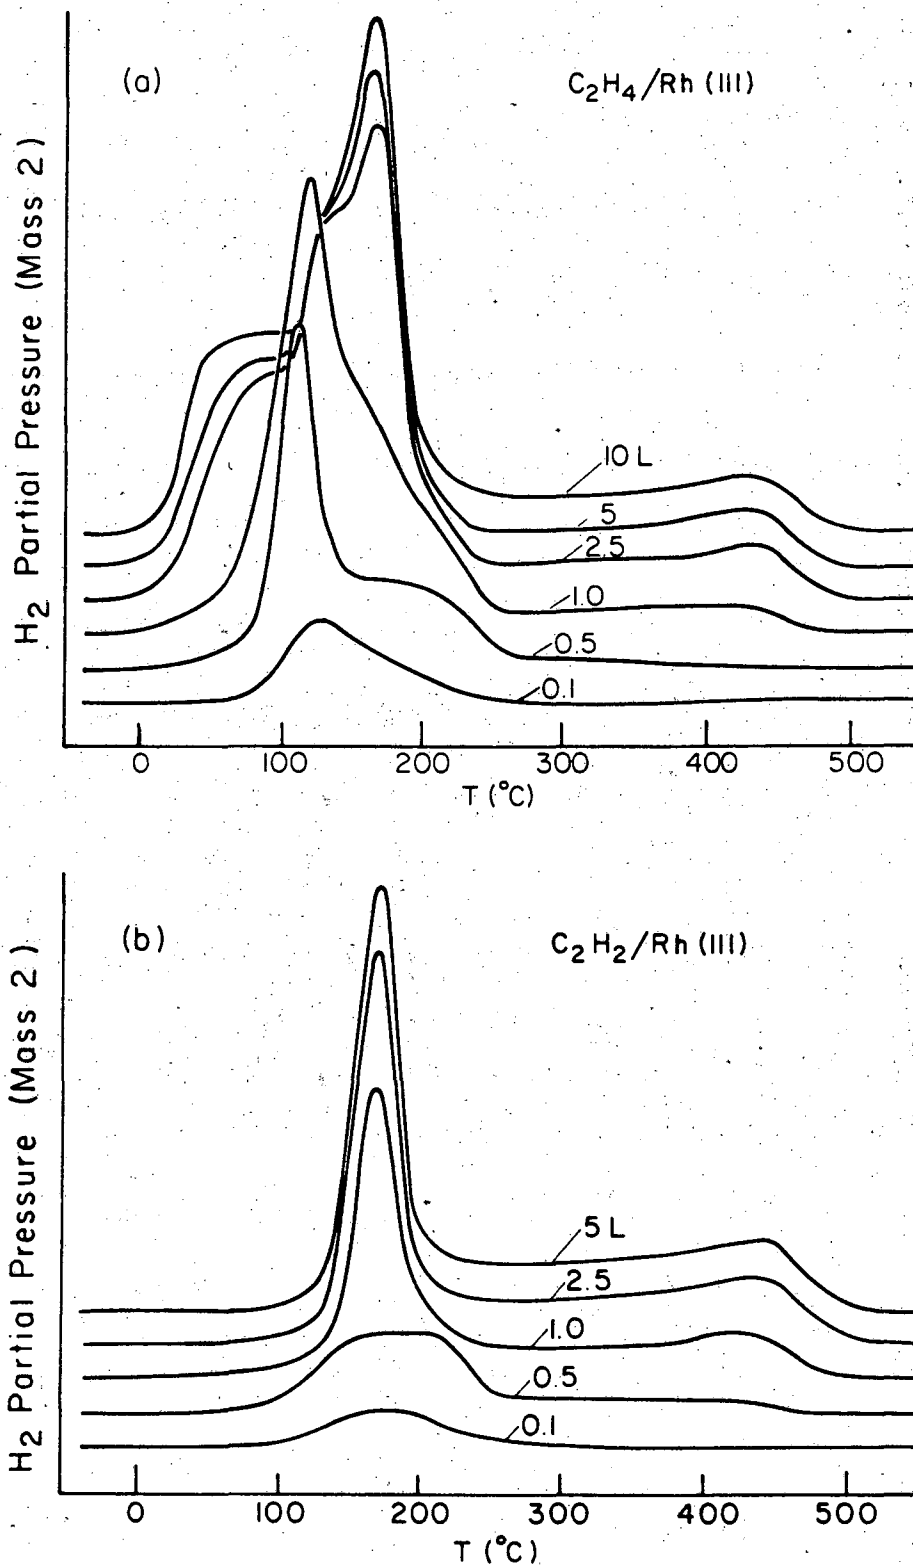 (a)
C₂H₄/Rh (111)
H₂ Partial Pressure (Mass 2)
10 L
5
2.5
1.0
0.5
0.1
0 100 200 300 400 500
T (°C)
(b)
C₂H₂/Rh (111)
H₂ Partial Pressure (Mass 2)
5 L
2.5
1.0
0.5
0.1
0 100 200 300 400 500
T (°C)